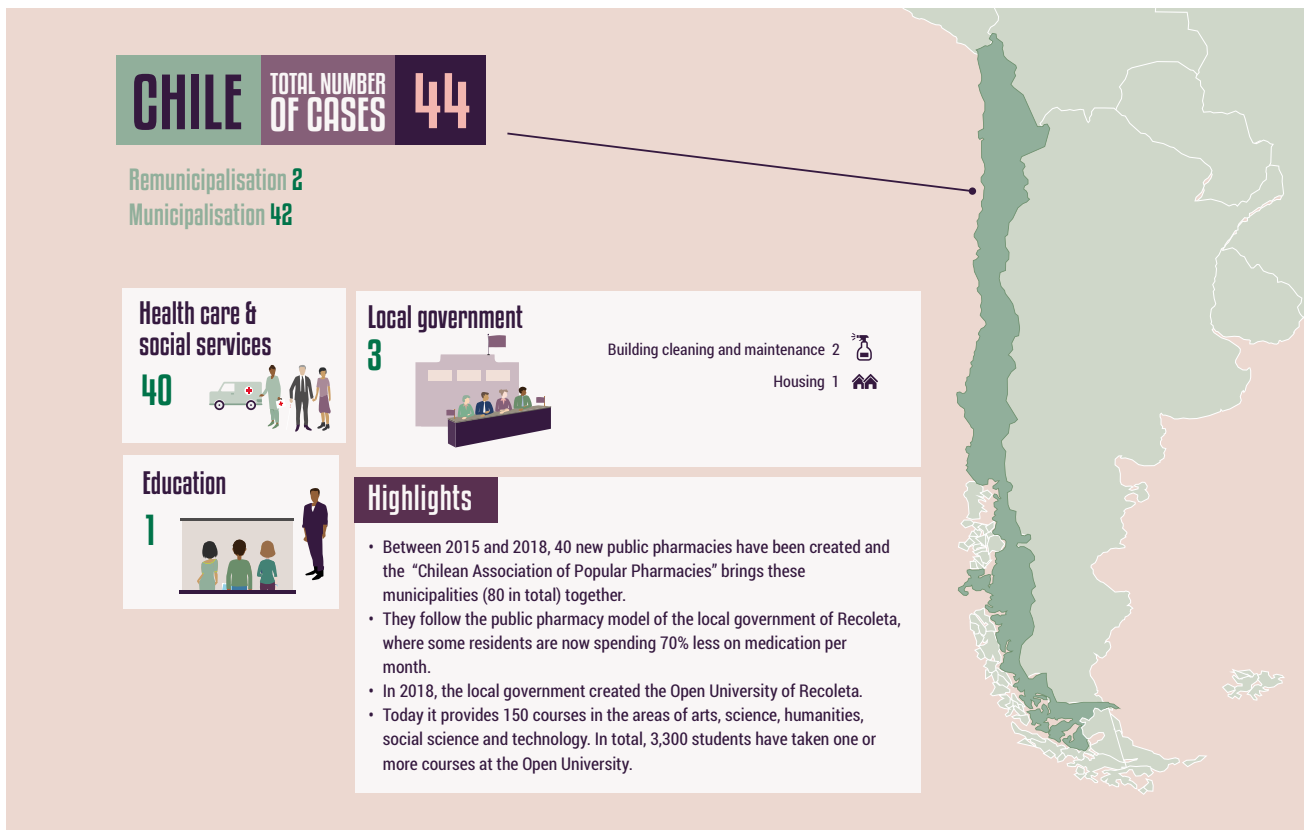 CHILE
TOTAL NUMBER
OF CASES
44
Remunicipalisation 2
Municipalisation 42
Health care &
social services
40
Local government
3
Building cleaning and maintenance 2
Housing 1
Education
1
Highlights
• Between 2015 and 2018, 40 new public pharmacies have been created and
the “Chilean Association of Popular Pharmacies” brings these
municipalities (80 in total) together.
• They follow the public pharmacy model of the local government of Recoleta,
where some residents are now spending 70% less on medication per
month.
• In 2018, the local government created the Open University of Recoleta.
• Today it provides 150 courses in the areas of arts, science, humanities,
social science and technology. In total, 3,300 students have taken one or
more courses at the Open University.